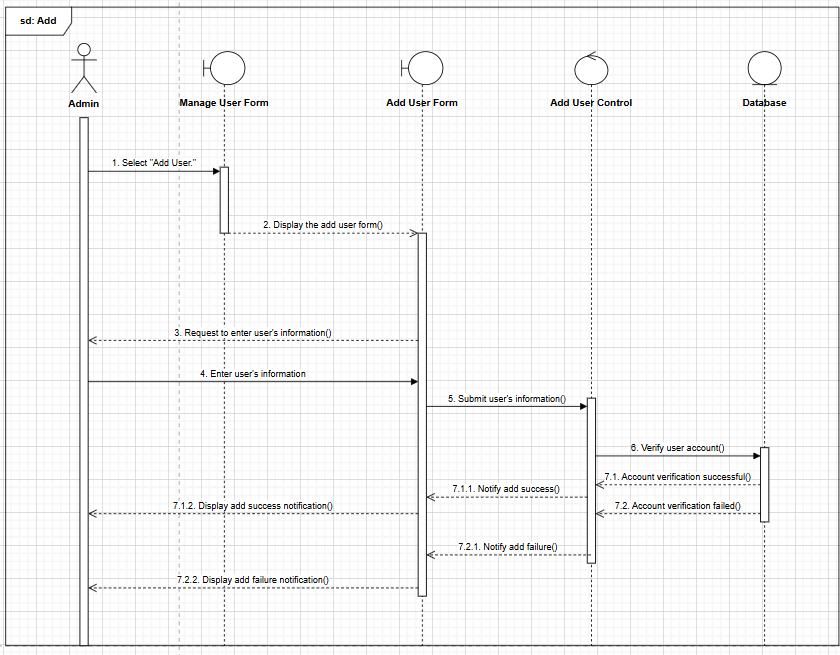 sd: Add
Admin
Manage User Form
Add User Form
Add User Control
Database
1. Select "Add User."
2. Display the add user form()
3. Request to enter user's information()
4. Enter user's information
5. Submit user's information()
6. Verify user account()
7.1. Account verification successful()
7.1.1. Notify add success()
7.1.2. Display add success notification()
7.2. Account verification failed()
7.2.1. Notify add failure()
7.2.2. Display add failure notification()